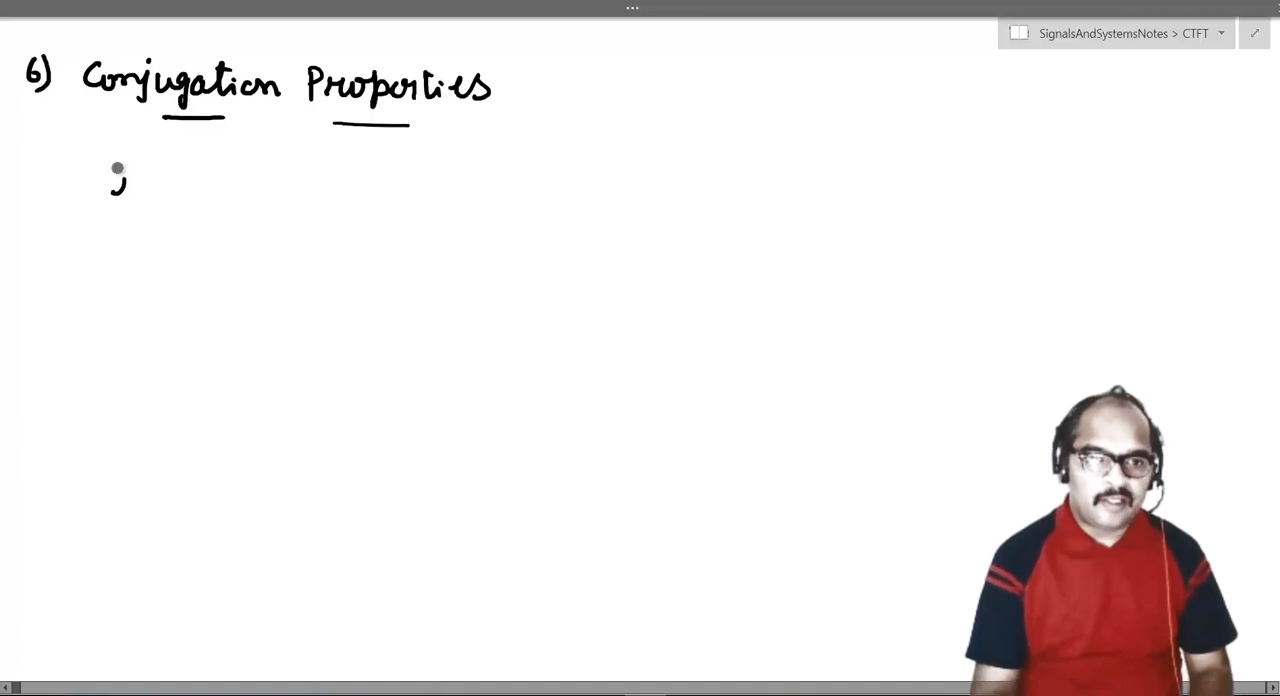 SignalsAndSystemsNotes > CTFT
6) Conjugation Properties